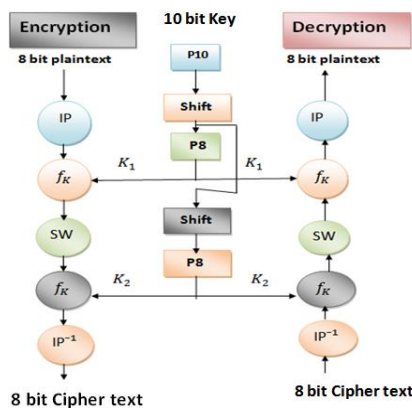 Encryption
10 bit Key
Decryption
8 bit plaintext
P10
8 bit plaintext
IP
Shift
IP
P8
K₁
K₁
fₖ
fₖ
SW
Shift
SW
P8
K₂
K₂
fₖ
fₖ
IP⁻¹
IP⁻¹
8 bit Cipher text
8 bit Cipher text